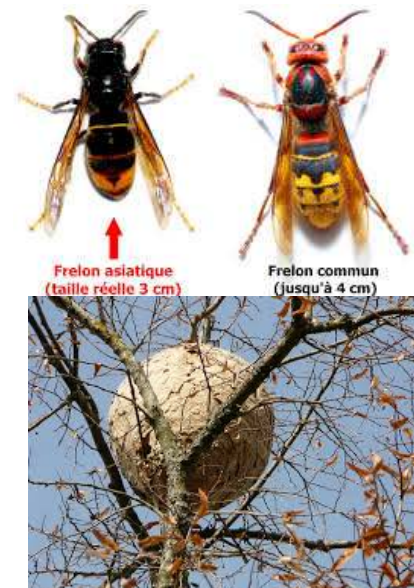 Frelon asiatique
(taille réelle 3 cm)
Frelon commun
(jusqu'à 4 cm)